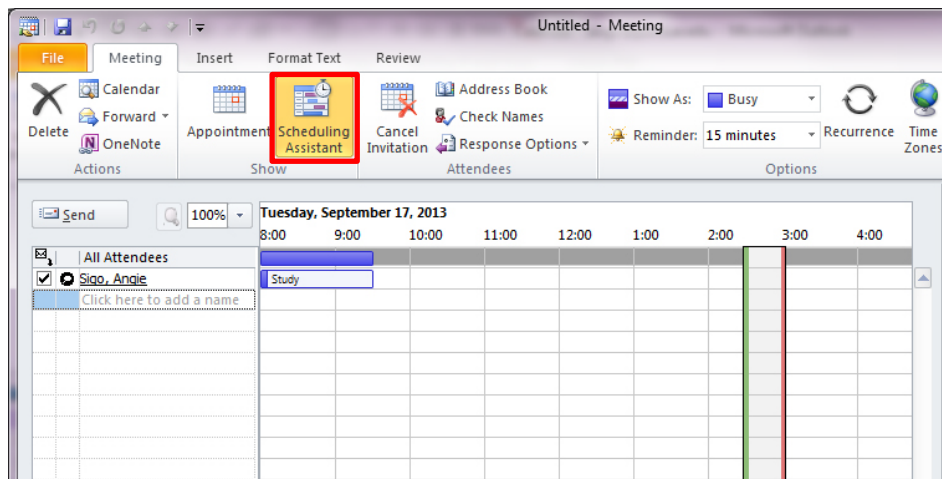 Untitled - Meeting
File Meeting Insert Format Text Review
Delete
Calendar
Forward
OneNote
Actions
Appointment
Scheduling Assistant
Show
Cancel Invitation
Address Book
Check Names
Response Options
Attendees
Show As: Busy
Reminder: 15 minutes
Recurrence
Time Zones
Options
Send
100%
Tuesday, September 17, 2013
8:00 9:00 10:00 11:00 12:00 1:00 2:00 3:00 4:00
All Attendees
Sigo, Angie
Study
Click here to add a name